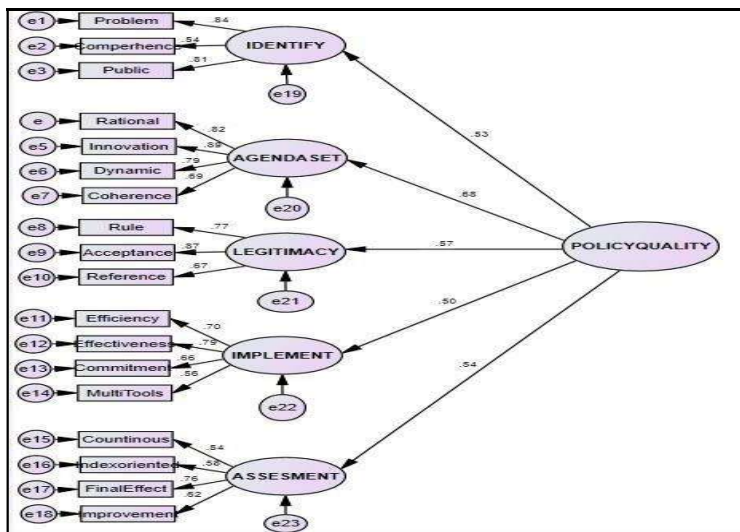 e1 Problem .84
e2 Comperhence .54 IDENTIFY
e3 Public .81
e19
.53
e Rational .82
e5 Innovation .89
e6 Dynamic .79 AGENDASET
e7 Coherence .69
e20
.68
e8 Rule .77
e9 Acceptance .87 LEGITIMACY .57 POLICYQUALITY
e10 Reference .67
e21
e11 Efficiency .70
.50
e12 Effectiveness .79
e13 Commitment .66 IMPLEMENT
e14 MultiTools .56
e22
.54
e15 Countinous .54
e16 Indexoriented .58
e17 FinalEffect .76 ASSESMENT
e18 Improvement .62
e23